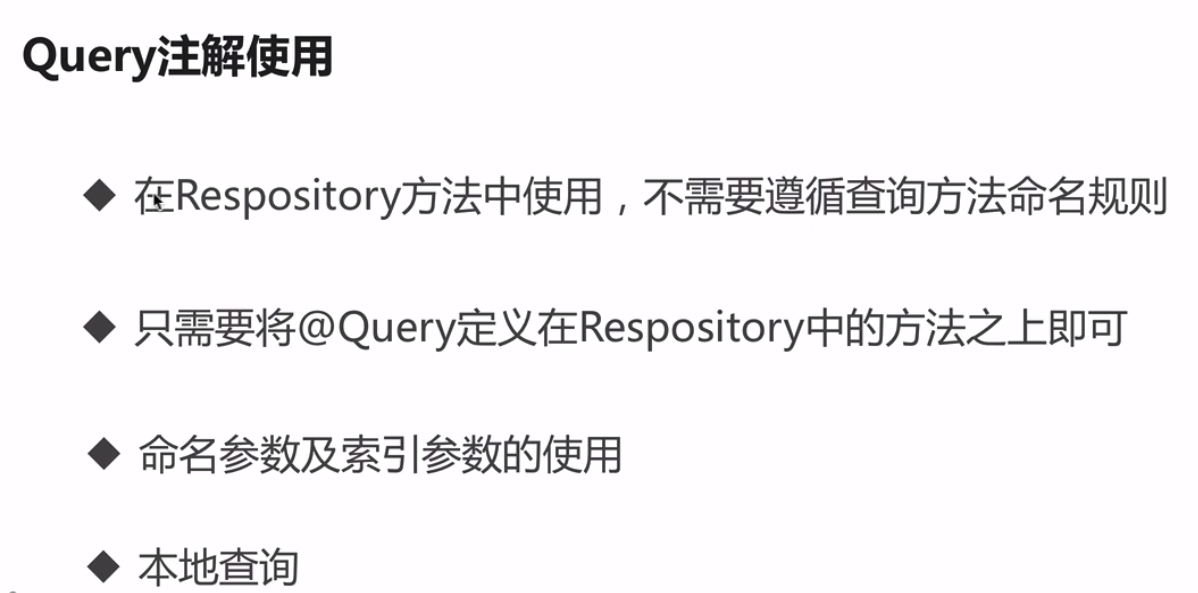 Query注解使用
◆ 在Respository方法中使用，不需要遵循查询方法命名规则
◆ 只需要将@Query定义在Respository中的方法之上即可
◆ 命名参数及索引参数的使用
◆ 本地查询